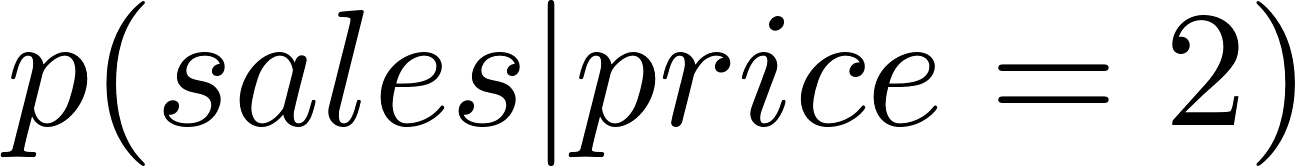 p(sales|price = 2)